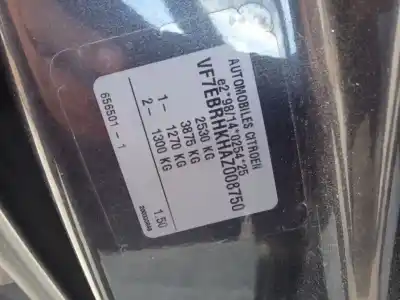 AUTOMOBILES CITROEN
e2*98/14*0254*25
VF7EBRHKHAZ008750
2530 KG
3875 KG
1– 1270 KG
2– 1300 KG
656501 – 1
1.50